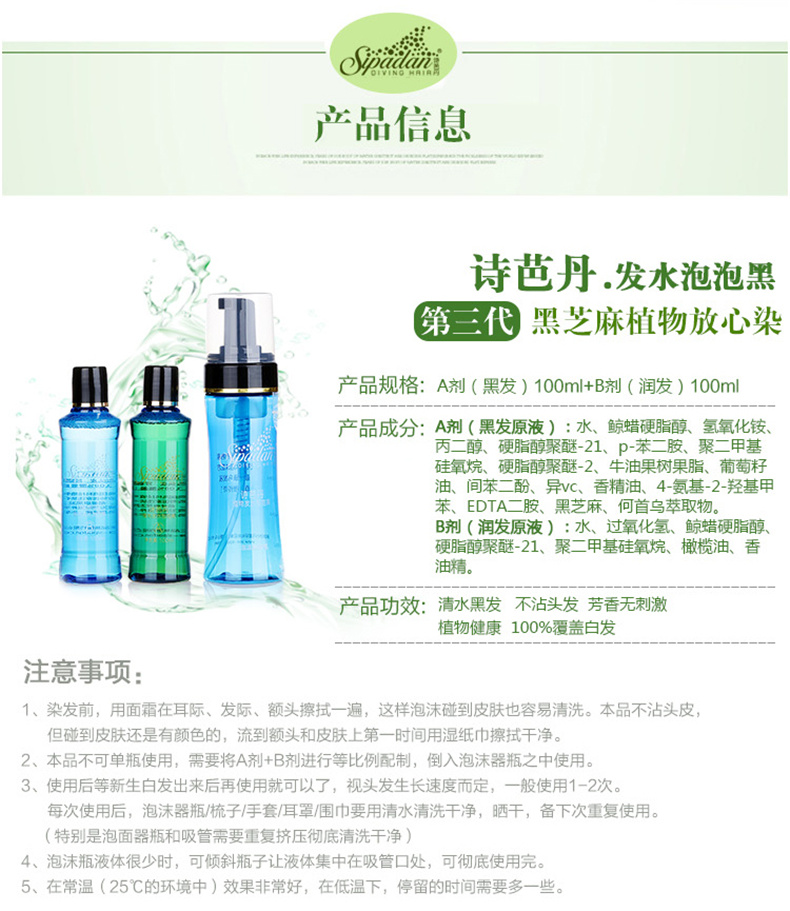 Sipadan®
诗芭丹
DIVING HAIR
产品信息
诗芭丹.发水泡泡黑
第三代 黑芝麻植物放心染
产品规格: A剂（黑发）100ml+B剂（润发）100ml
产品成分: A剂（黑发原液）：水、鲸蜡硬脂醇、氢氧化铵、
丙二醇、硬脂醇聚醚-21、p-苯二胺、聚二甲基
硅氧烷、硬脂醇聚醚-2、牛油果树果脂、葡萄籽
油、间苯二酚、异vc、香精油、4-氨基-2-羟基甲
苯、EDTA二胺、黑芝麻、何首乌萃取物。
B剂（润发原液）：水、过氧化氢、鲸蜡硬脂醇、
硬脂醇聚醚-21、聚二甲基硅氧烷、橄榄油、香
油精。
产品功效: 清水黑发 不沾头发 芳香无刺激
植物健康 100%覆盖白发
Sipadan
注意事项:
1、染发前，用面霜在耳际、发际、额头擦拭一遍，这样泡沫碰到皮肤也容易清洗。本品不沾头皮，
但碰到皮肤还是有颜色的，流到额头和皮肤上第一时间用湿纸巾擦拭干净。
2、本品不可单瓶使用，需要将A剂+B剂进行等比例配制，倒入泡沫器瓶之中使用。
3、使用后等新生白发出来后再使用就可以了，视头发生长速度而定，一般使用1-2次。
每次使用后，泡沫器瓶/梳子/手套/耳罩/围巾要用清水清洗干净，晒干，备下次重复使用。
（特别是泡面器瓶和吸管需要重复挤压彻底清洗干净）
4、泡沫瓶液体很少时，可倾斜瓶子让液体集中在吸管口处，可彻底使用完。
5、在常温（25℃的环境中）效果非常好，在低温下，停留的时间需要多一些。